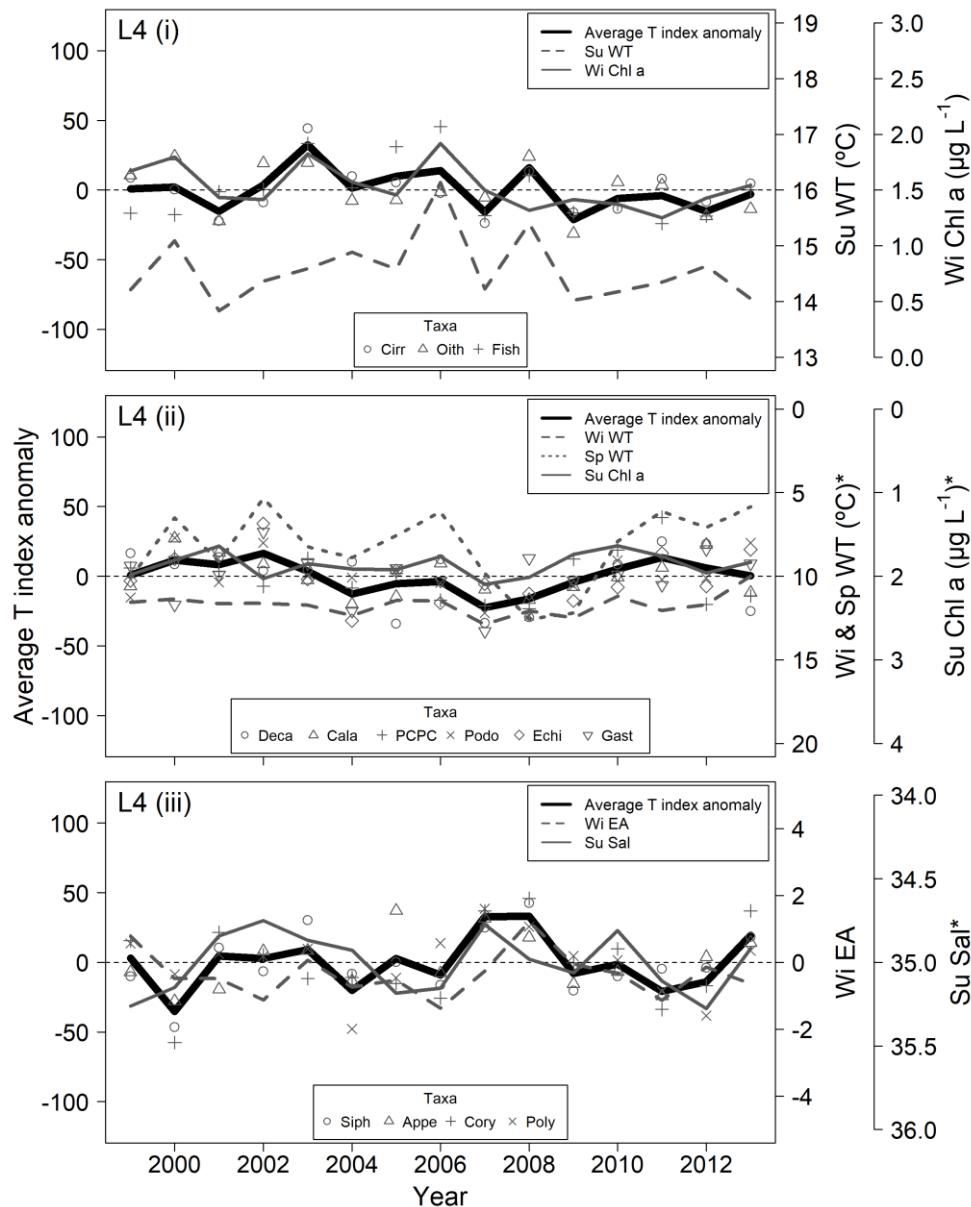 L4 (i)
Average T index anomaly
Su WT
Wi Chl a
100
50
0
-50
-100
19
18
17
16
15
14
13
Su WT (ºC)
3.0
2.5
2.0
1.5
1.0
0.5
0.0
Wi Chl a (µg L⁻¹)
Taxa
Cirr Oith Fish
L4 (ii)
Average T index anomaly
Wi WT
Sp WT
Su Chl a
100
50
0
-50
-100
Average T index anomaly
0
5
10
15
20
Wi & Sp WT (ºC)*
0
1
2
3
4
Su Chl a (µg L⁻¹)*
Taxa
Deca Cala PCPC Podo Echi Gast
L4 (iii)
Average T index anomaly
Wi EA
Su Sal
100
50
0
-50
-100
4
2
0
-2
-4
Wi EA
34.0
34.5
35.0
35.5
36.0
Su Sal*
Taxa
Siph Appe Cory Poly
2000 2002 2004 2006 2008 2010 2012
Year